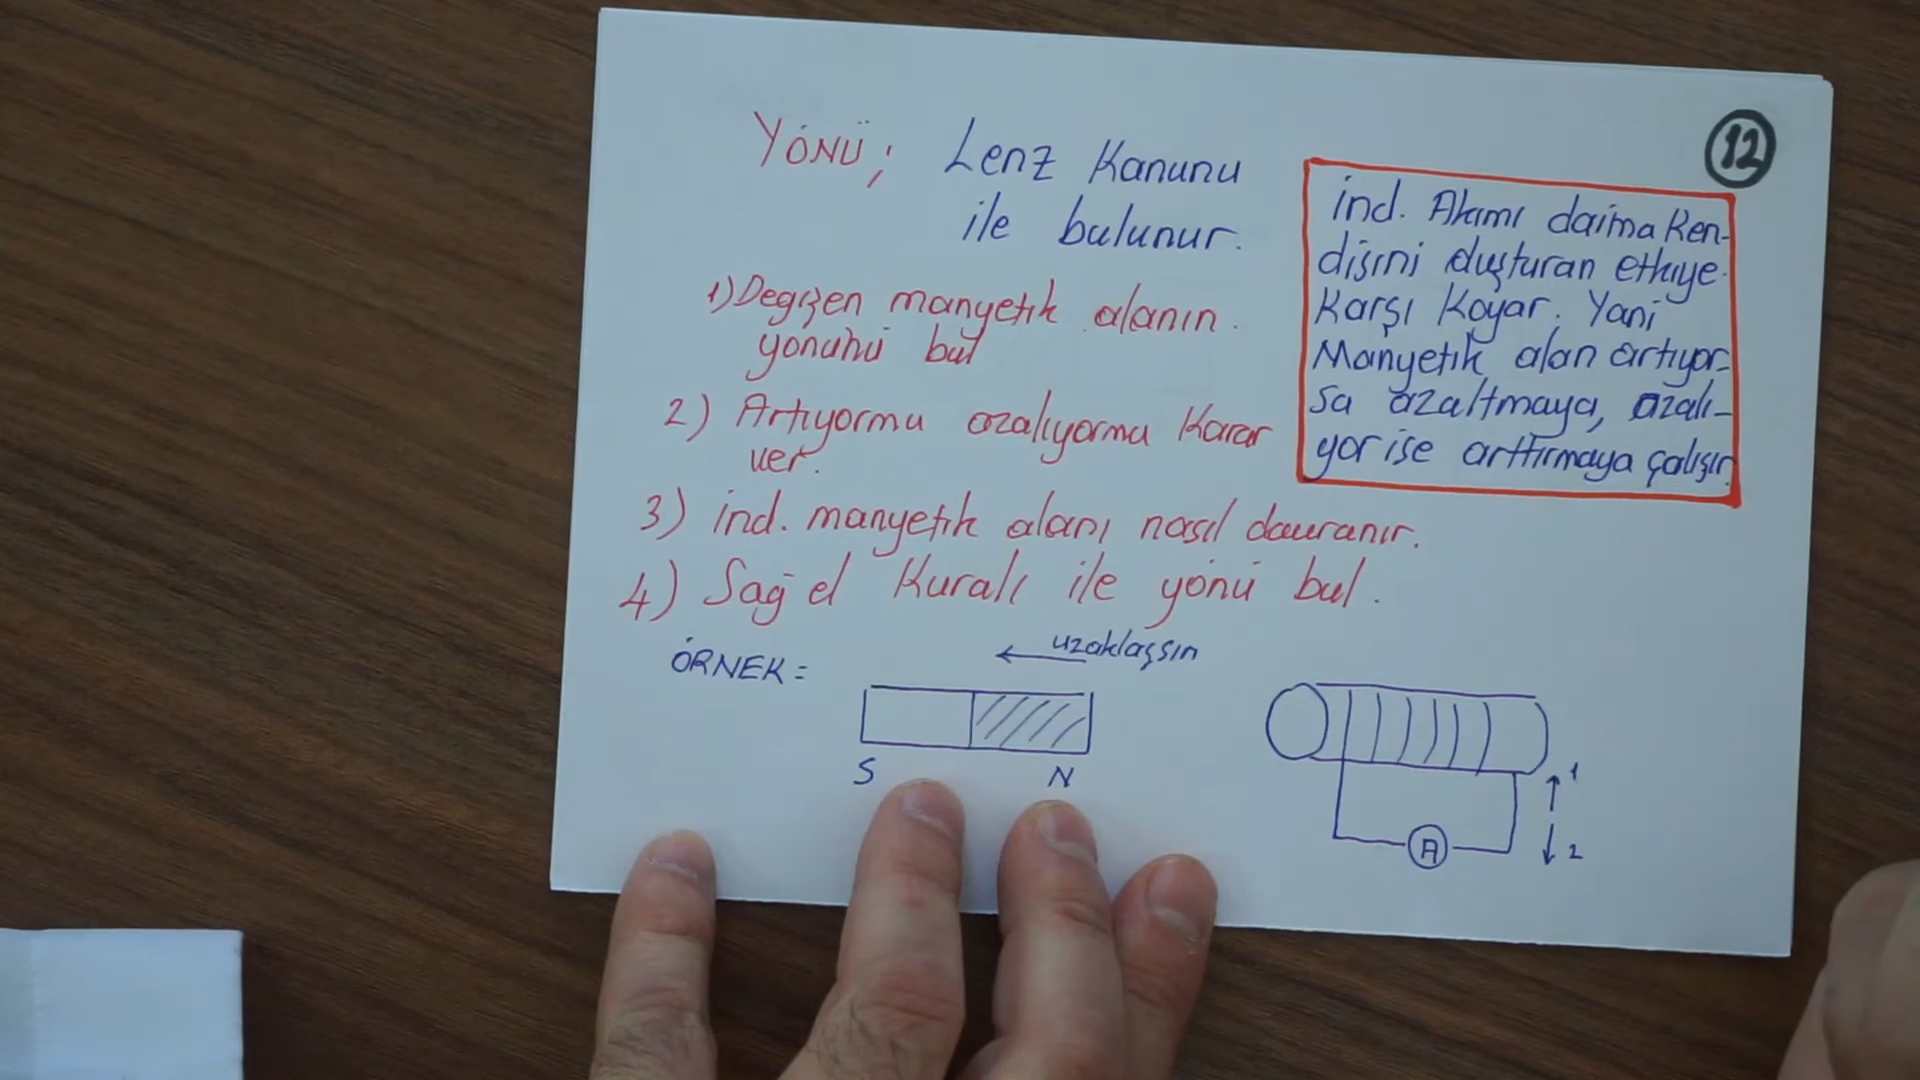 YÖNÜ; Lenz Kanunu
ile bulunur.
12
ind. Akımı daima Ken-
disini oluşturan etkiye
Karşı Koyar. Yani
Manyetik alan artıyor-
sa azaltmaya, azalı-
yor ise arttırmaya çalışır.
1) Değişen manyetik alanın
yönünü bul
2) Artıyormu azalıyormu Karar
ver.
3) ind. manyetik alanı nasıl davranır.
4) Sağ el Kuralı ile yönü bul.
ÖRNEK =
uzaklaşsın
S N
1
A
2